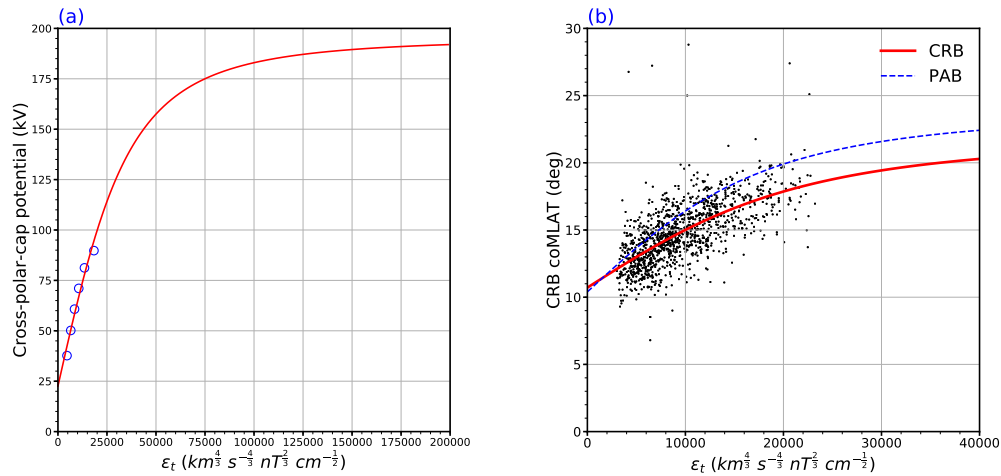 (a)
200
175
150
125
100
75
50
25
0
Cross-polar-cap potential (kV)
0 25000 50000 75000 100000 125000 150000 175000 200000
ε_t (km^{4/3} s^{-4/3} nT^{2/3} cm^{-1/2})
(b)
CRB
PAB
30
25
20
15
10
5
0
CRB coMLAT (deg)
0 10000 20000 30000 40000
ε_t (km^{4/3} s^{-4/3} nT^{2/3} cm^{-1/2})